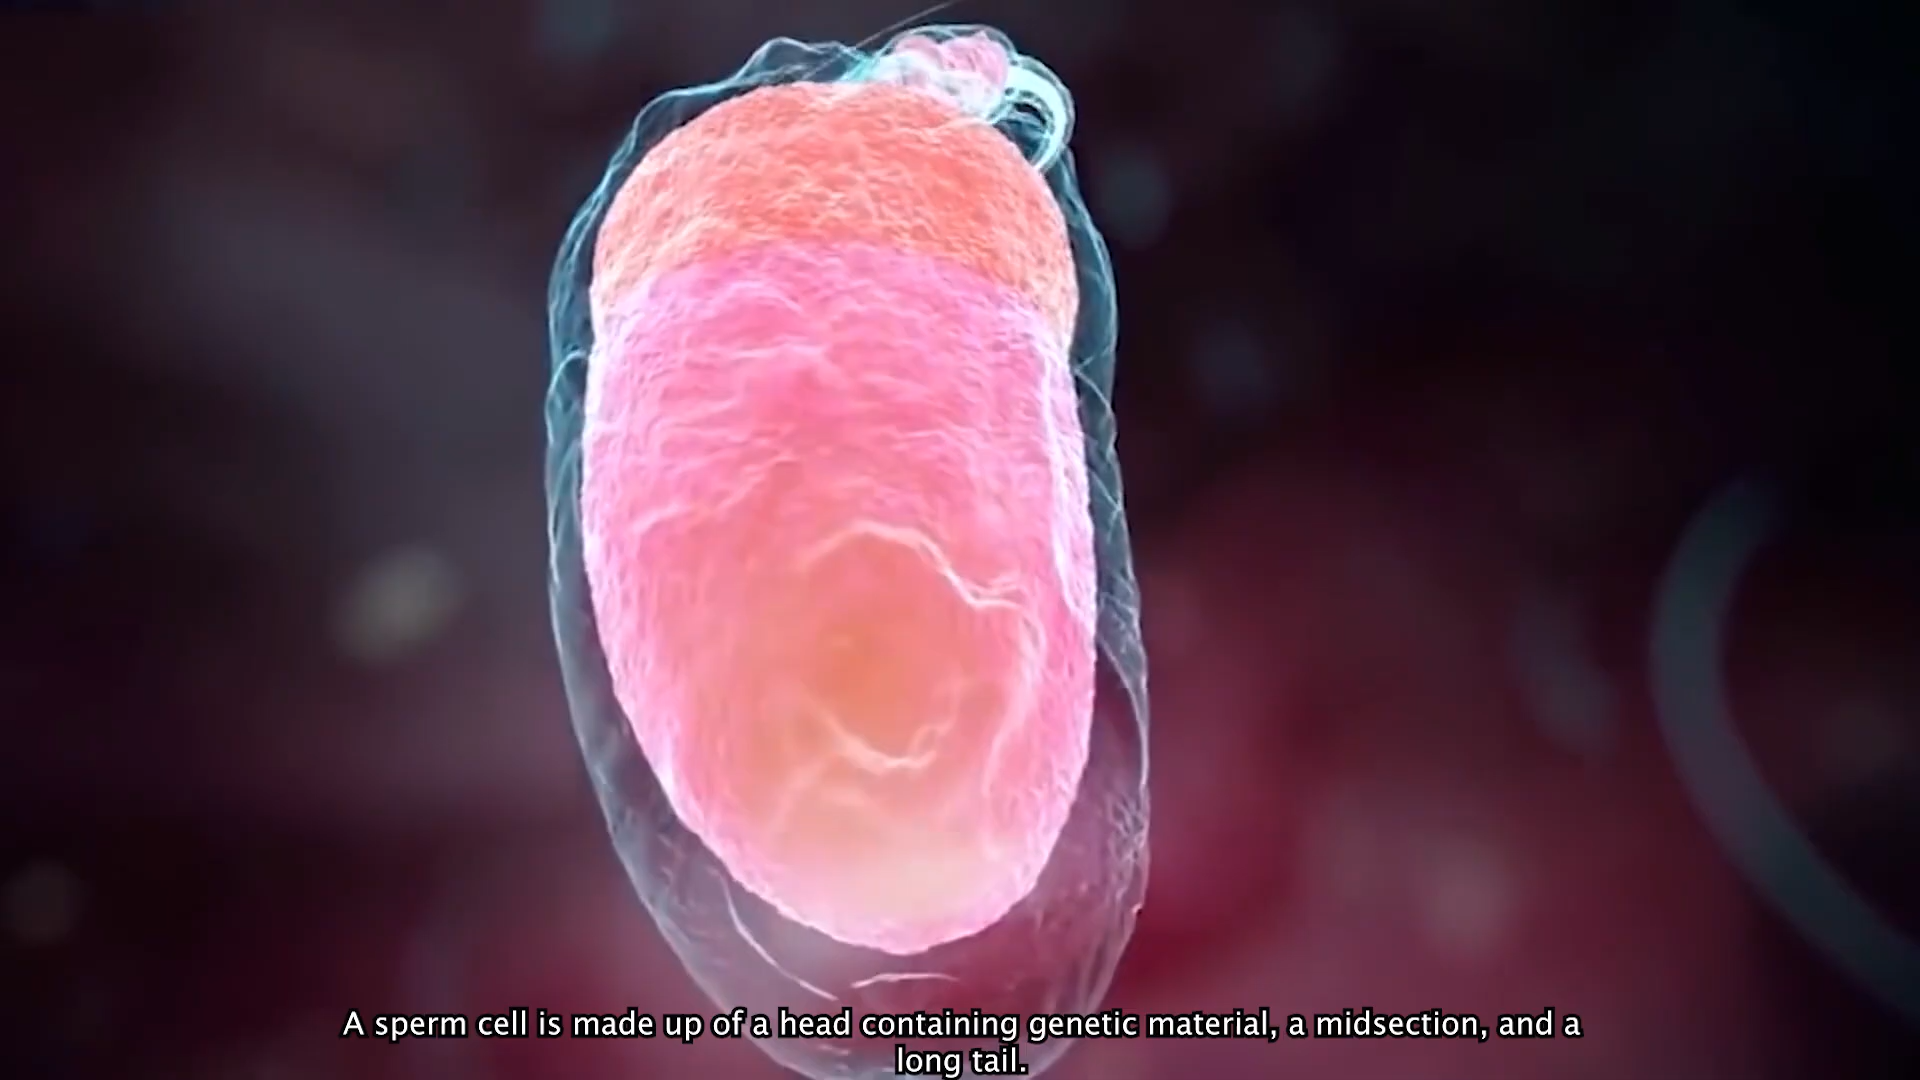 A sperm cell is made up of a head containing genetic material, a midsection, and a
long tail.